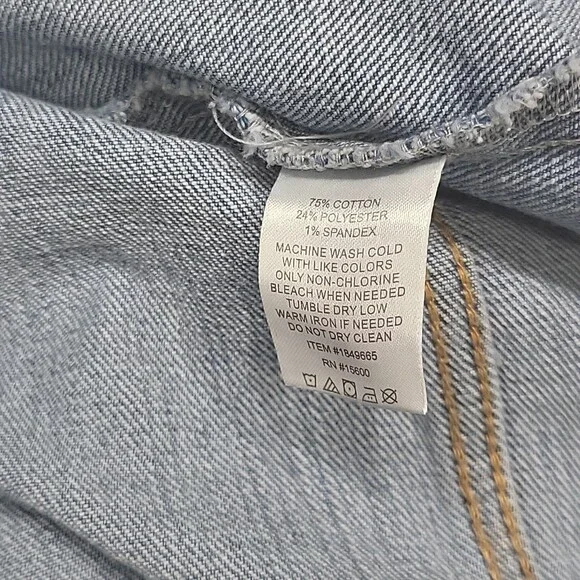 75% COTTON
24% POLYESTER
1% SPANDEX
MACHINE WASH COLD
WITH LIKE COLORS
ONLY NON-CHLORINE
BLEACH WHEN NEEDED
TUMBLE DRY LOW
WARM IRON IF NEEDED
DO NOT DRY CLEAN
ITEM #1849665
RN #15600